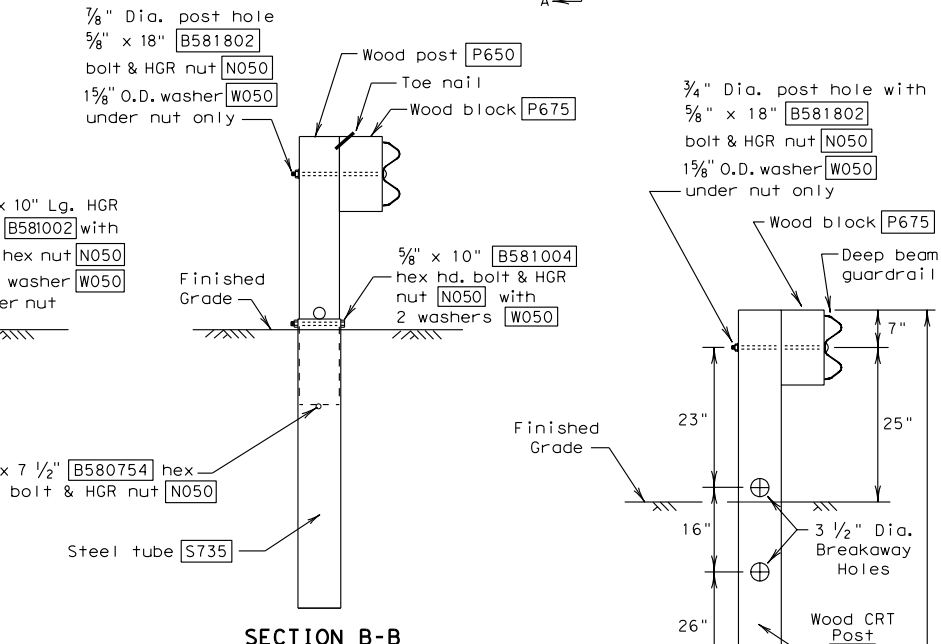 A
⅞" Dia. post hole
⅝" x 18" B581802
bolt & HGR nut N050
1⅝" O.D. washer W050
under nut only
Wood post P650
Toe nail
Wood block P675
x 10" Lg. HGR
B581002 with
hex nut N050
washer W050
er nut
Finished
Grade
⅝" x 10" B581004
hex hd. bolt & HGR
nut N050 with
2 washers W050
x 7 ½" B580754 hex
bolt & HGR nut N050
Steel tube S735
SECTION B-B
¾" Dia. post hole with
⅝" x 18" B581802
bolt & HGR nut N050
1⅝" O.D. washer W050
under nut only
Wood block P675
Deep beam
guardrail
7"
23"
25"
Finished
Grade
16"
3 ½" Dia.
Breakaway
Holes
26"
Wood CRT
Post